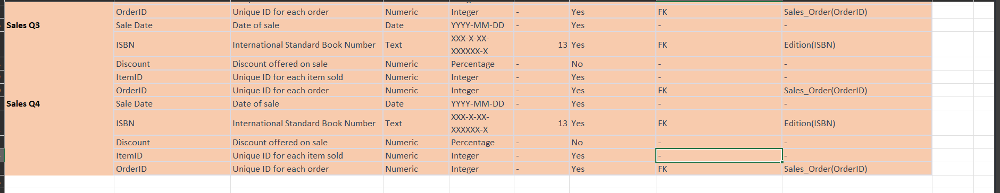 OrderID Unique ID for each order Numeric Integer - Yes FK Sales_Order(OrderID)
Sales Q3 Sale Date Date of sale Date YYYY-MM-DD - Yes - -
ISBN International Standard Book Number Text XXX-X-XX- 13 Yes FK Edition(ISBN)
XXXXXX-X
Discount Discount offered on sale Numeric Percentage - No - -
ItemID Unique ID for each item sold Numeric Integer - Yes - -
OrderID Unique ID for each order Numeric Integer - Yes FK Sales_Order(OrderID)
Sales Q4 Sale Date Date of sale Date YYYY-MM-DD - Yes - -
ISBN International Standard Book Number Text XXX-X-XX- 13 Yes FK Edition(ISBN)
XXXXXX-X
Discount Discount offered on sale Numeric Percentage - No - -
ItemID Unique ID for each item sold Numeric Integer - Yes - -
OrderID Unique ID for each order Numeric Integer - Yes FK Sales_Order(OrderID)